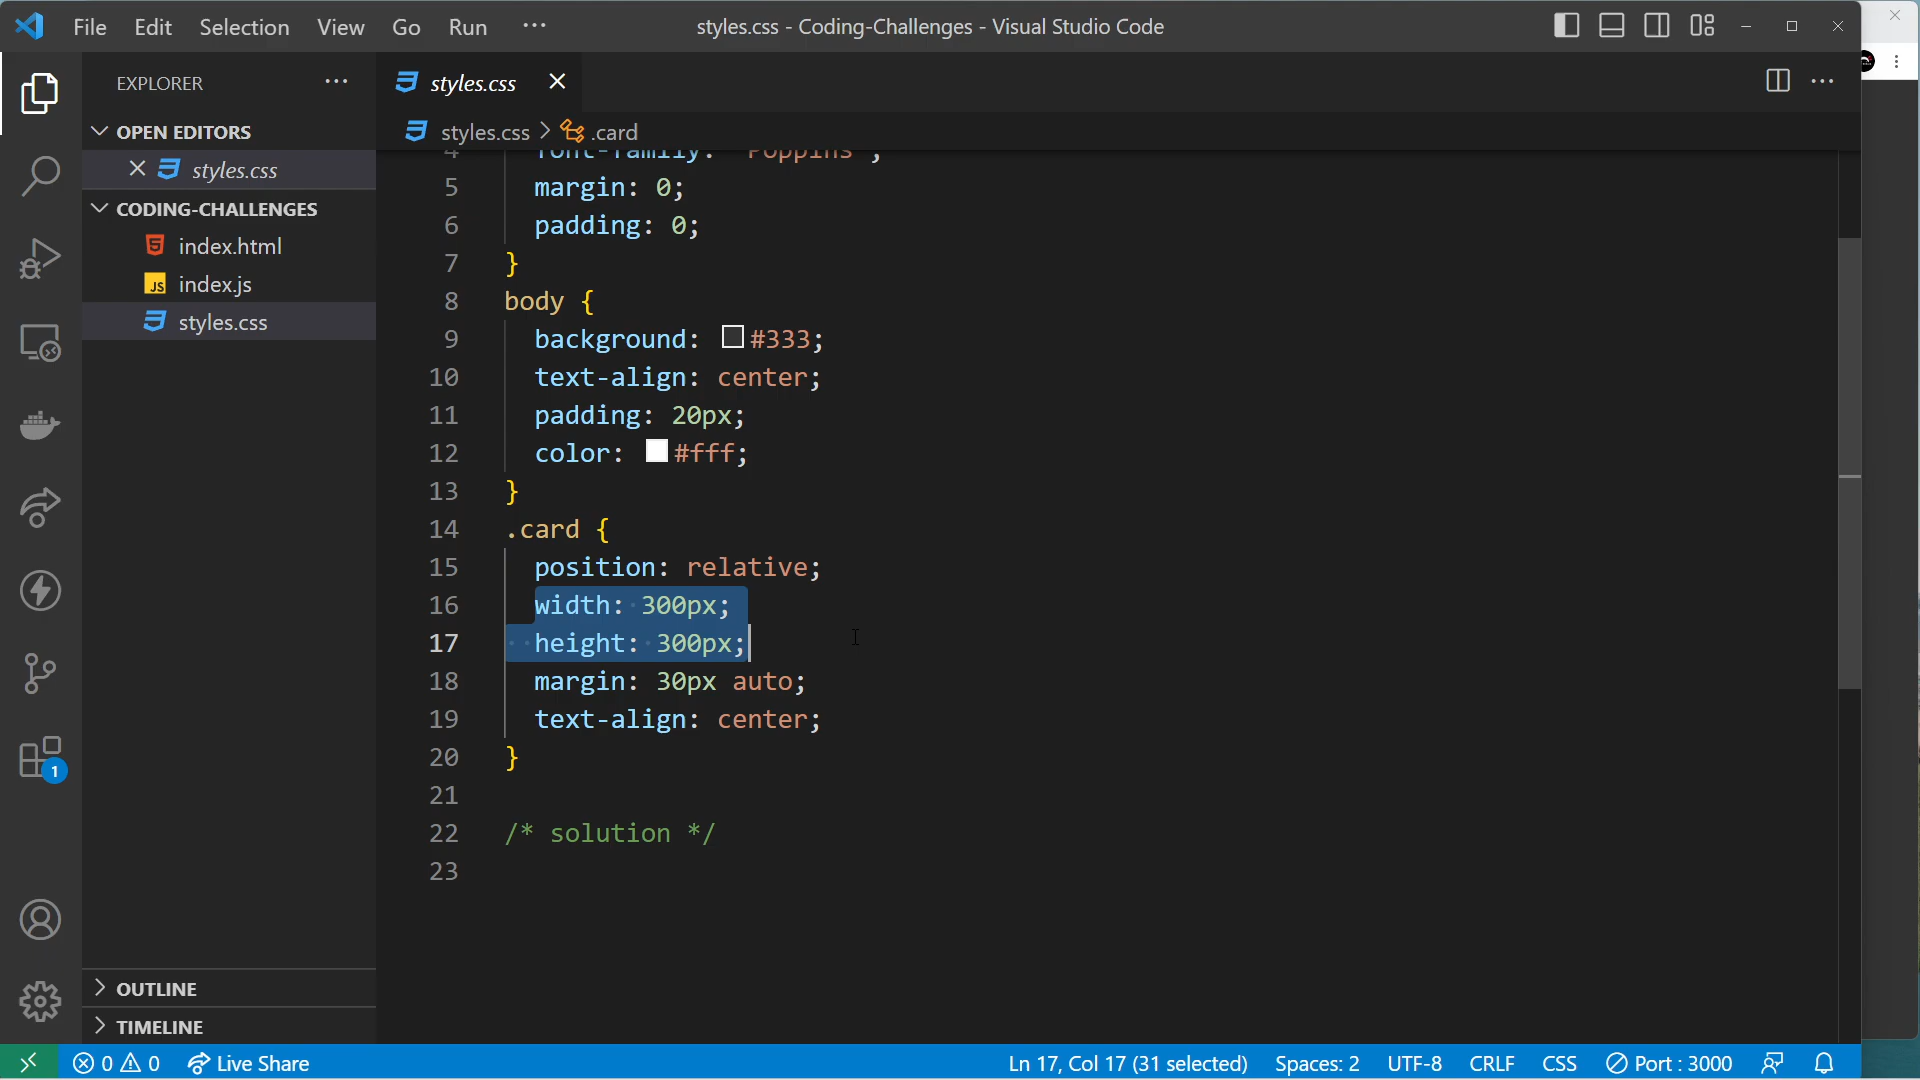 File Edit Selection View Go Run ··· styles.css - Coding-Challenges - Visual Studio Code
EXPLORER
OPEN EDITORS
styles.css
CODING-CHALLENGES
index.html
JS index.js
styles.css
OUTLINE
TIMELINE
styles.css
styles.css > .card
4 font-family: "Poppins";
5 margin: 0;
6 padding: 0;
7 }
8 body {
9 background: #333;
10 text-align: center;
11 padding: 20px;
12 color: #fff;
13 }
14 .card {
15 position: relative;
16 width: 300px;
17 height: 300px;
18 margin: 30px auto;
19 text-align: center;
20 }
21
22 /* solution */
23
1
0 0 Live Share Ln 17, Col 17 (31 selected) Spaces: 2 UTF-8 CRLF CSS Port : 3000